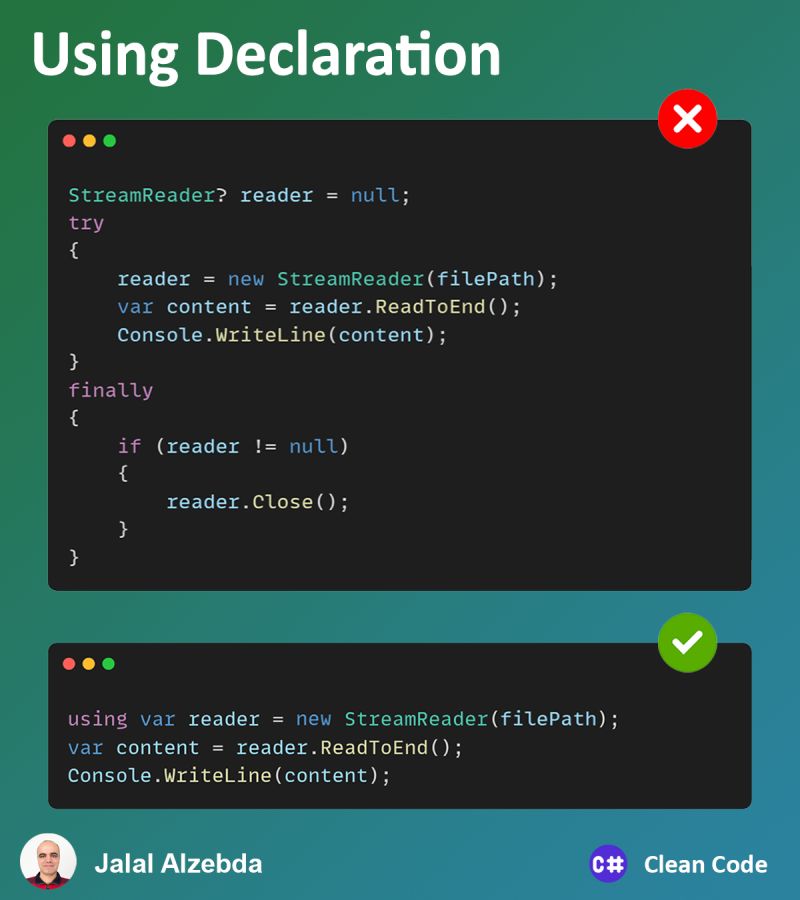 Using Declaration
StreamReader? reader = null;
try
{
    reader = new StreamReader(filePath);
    var content = reader.ReadToEnd();
    Console.WriteLine(content);
}
finally
{
    if (reader != null)
    {
        reader.Close();
    }
}
using var reader = new StreamReader(filePath);
var content = reader.ReadToEnd();
Console.WriteLine(content);
Jalal Alzebda
C# Clean Code